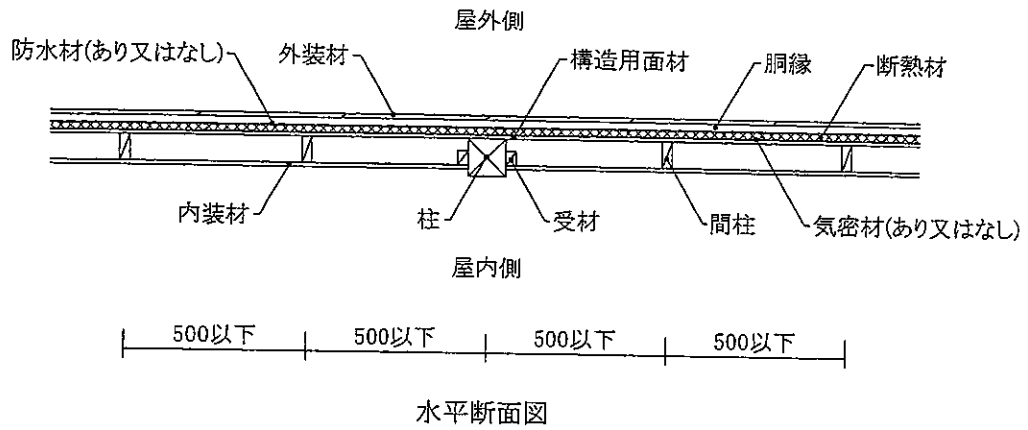 屋外側
防水材(あり又はなし)
外装材
構造用面材
胴縁
断熱材
内装材
柱
受材
間柱
気密材(あり又はなし)
屋内側
500以下
500以下
500以下
500以下
水平断面図